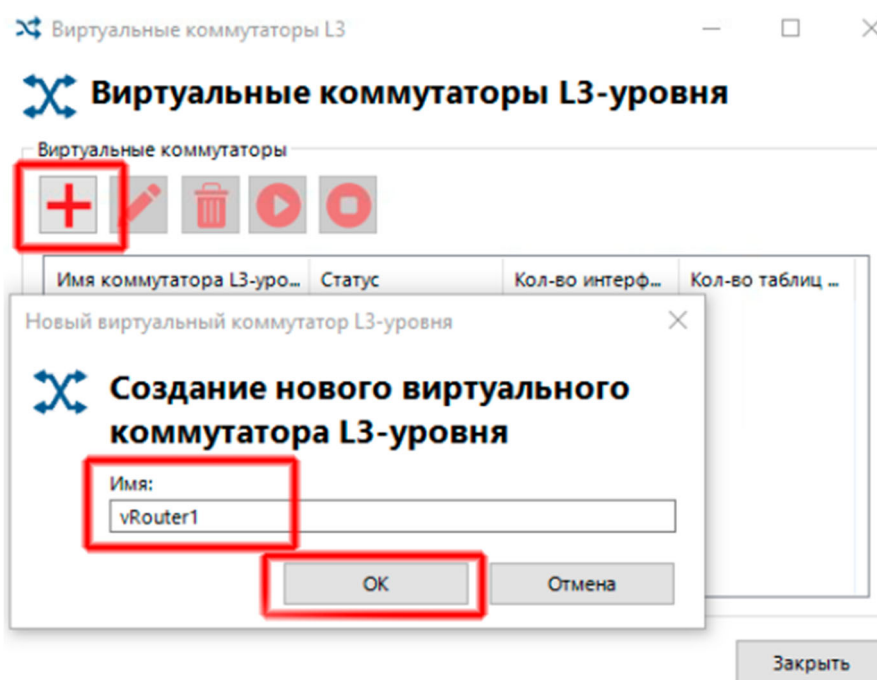 Виртуальные коммутаторы L3
Виртуальные коммутаторы L3-уровня
Виртуальные коммутаторы
Имя коммутатора L3-уро... Статус Кол-во интерф... Кол-во таблиц ...
Новый виртуальный коммутатор L3-уровня
Создание нового виртуального
коммутатора L3-уровня
Имя:
vRouter1
ОК Отмена
Закрыть